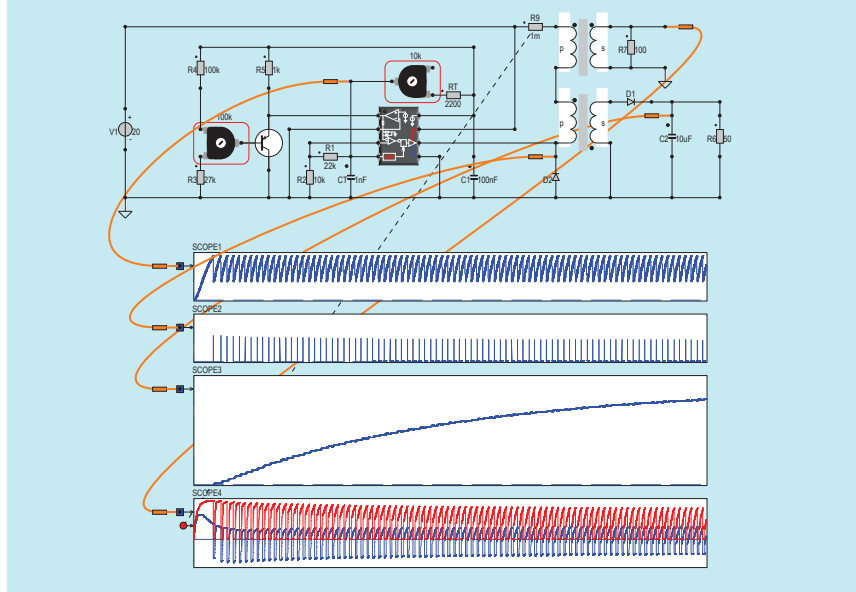 R9
1m
p
s
R7 100
10k
R4 100k
R5 1k
RT
2200
D1
100k
V1 20
+
-
p
s
10uF
C2
R6 50
R1
22k
R3 27k
R2 10k
CT 1nF
C1 100nF
D2
SCOPE1
SCOPE2
SCOPE3
SCOPE4